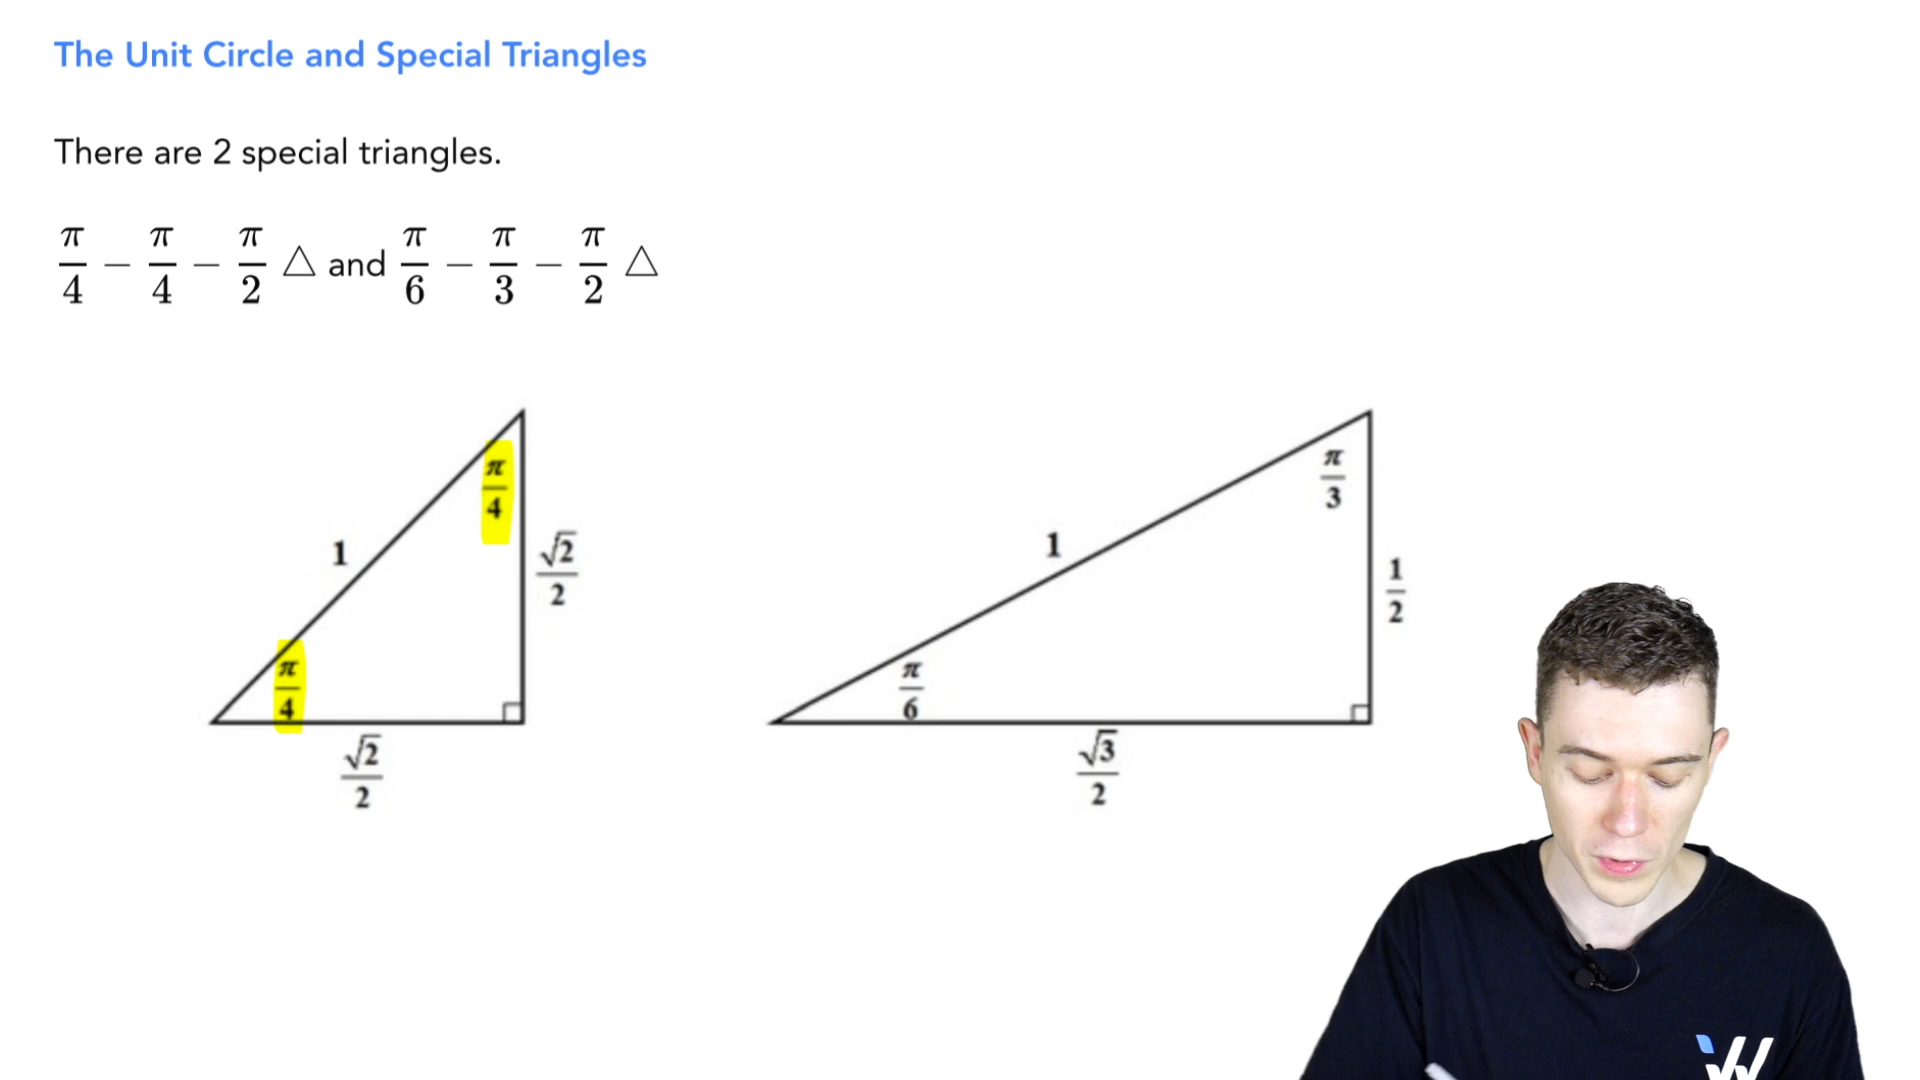 The Unit Circle and Special Triangles
There are 2 special triangles.
π/4 − π/4 − π/2 △ and π/6 − π/3 − π/2 △
π/4
1
√2/2
π/4
√2/2
π/3
1
1/2
π/6
√3/2